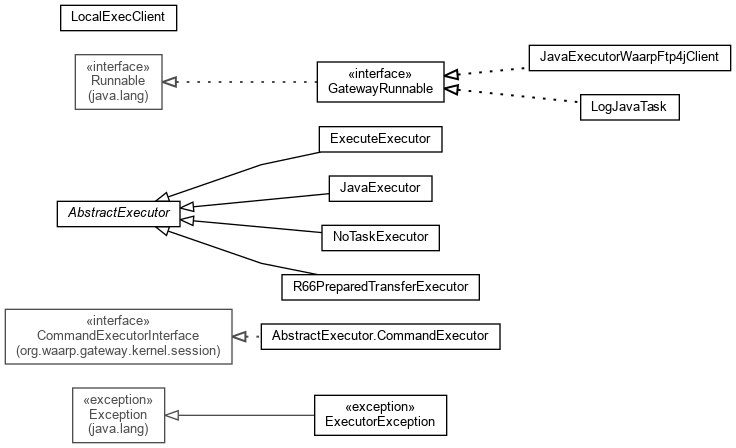 LocalExecClient
«interface»
Runnable
(java.lang)
«interface»
GatewayRunnable
JavaExecutorWaarpFtp4jClient
LogJavaTask
AbstractExecutor
ExecuteExecutor
JavaExecutor
NoTaskExecutor
R66PreparedTransferExecutor
«interface»
CommandExecutorInterface
(org.waarp.gateway.kernel.session)
AbstractExecutor.CommandExecutor
«exception»
Exception
(java.lang)
«exception»
ExecutorException